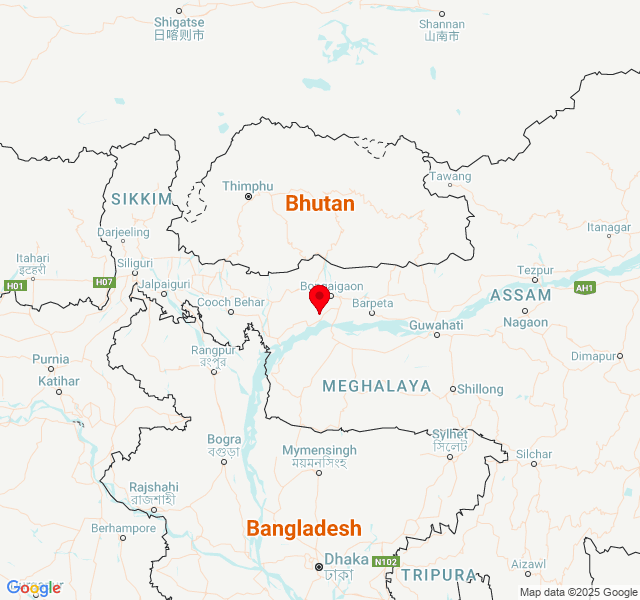 Shigatse
日喀则市
Shannan
山南市
Tawang
Thimphu
Bhutan
SIKKIM
Itanagar
Darjeeling
Itahari
इटहरी
Siliguri
Tezpur
H01
H07
Jalpaiguri
AH1
Cooch Behar
Barpeta
ASSAM
Guwahati
Nagaon
Rangpur
রংপুর
Purnia
Dimapur
Katihar
MEGHALAYA
Shillong
Bogra
বগুড়া
Mymensingh
ময়মনসিংহ
Sylhet
সিলেট
Silchar
Rajshahi
রাজশাহী
Berhampore
Bangladesh
Dhaka
ঢাকা
N102
TRIPURA
Aizawl
Google
Map data ©2025 Google